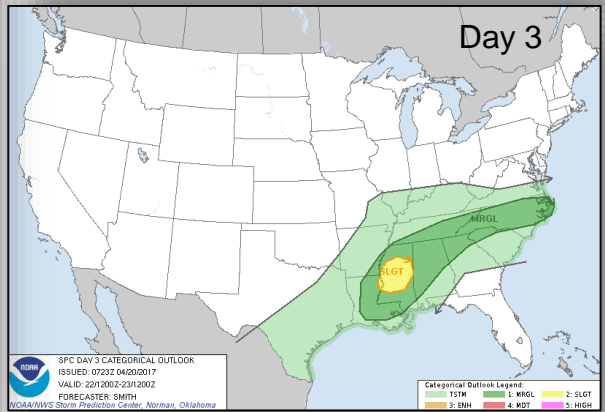 Day 3
MRGL
SLGT
NOAA
SPC DAY 3 CATEGORICAL OUTLOOK
ISSUED: 0723Z 04/20/2017
VALID: 22/1200Z-23/1200Z
FORECASTER: SMITH
NOAA/NWS Storm Prediction Center, Norman, Oklahoma
Categorical Outlook Legend:
TSTM 1: MRGL 2: SLGT
3: ENH 4: MDT 5: HIGH